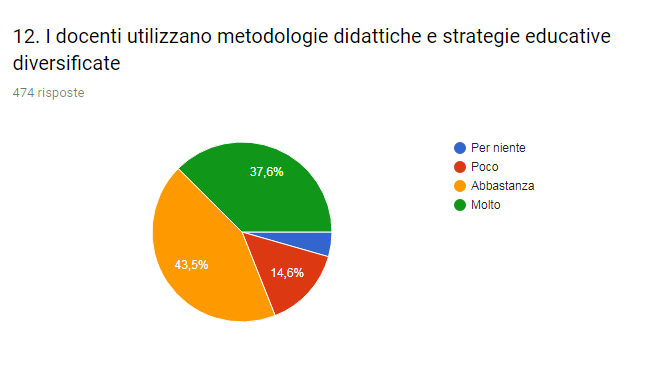 12. I docenti utilizzano metodologie didattiche e strategie educative
diversificate
474 risposte
37,6%
43,5%
14,6%
Per niente
Poco
Abbastanza
Molto